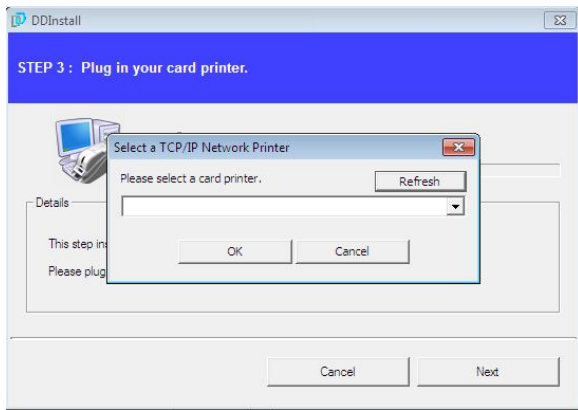 DDInstall
STEP 3 : Plug in your card printer.
Select a TCP/IP Network Printer
Please select a card printer.
Refresh
Details
This step in
OK
Cancel
Please plug
Cancel
Next